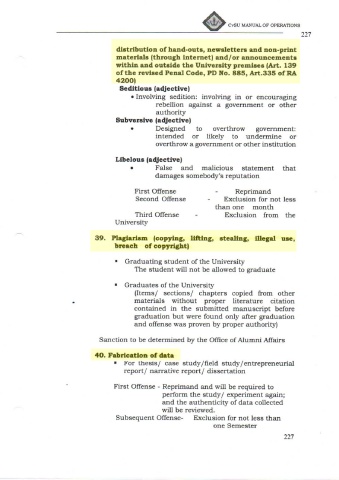 CvSU MANUAL OF OPERATIONS
227
distribution of hand-outs, newsletters and non-print
materials (through internet) and/or announcements
within and outside the University premises (Art. 139
of the revised Penal Code, PD No. 885, Art.335 of RA
4200)
Seditious (adjective)
• Involving sedition: involving in or encouraging
rebellion against a government or other
authority
Subversive (adjective)
• Designed to overthrow government:
intended or likely to undermine or
overthrow a government or other institution
Libelous (adjective)
• False and malicious statement that
damages somebody's reputation
First Offense - Reprimand
Second Offense - Exclusion for not less
than one month
Third Offense - Exclusion from the
University
39. Plagiarism (copying, lifting, stealing, illegal use,
breach of copyright)
• Graduating student of the University
The student will not be allowed to graduate
• Graduates of the University
(Items/ sections/ chapters copied from other
materials without proper literature citation
contained in the submitted manuscript before
graduation but were found only after graduation
and offense was proven by proper authority)
Sanction to be determined by the Office of Alumni Affairs
40. Fabrication of data
• For thesis/ case study/field study/entrepreneurial
report/ narrative report/ dissertation
First Offense - Reprimand and will be required to
perform the study/ experiment again;
and the authenticity of data collected
will be reviewed.
Subsequent Offense- Exclusion for not less than
one Semester
227